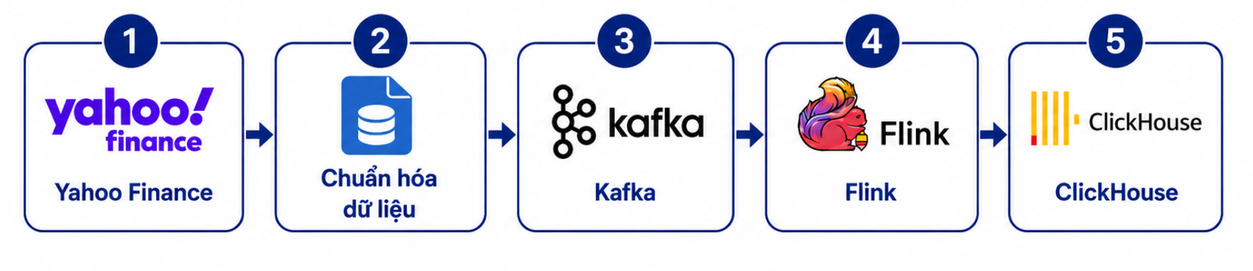 1
2
3
4
5
yahoo!
finance
kafka
Flink
ClickHouse
Yahoo Finance
Chuẩn hóa
dữ liệu
Kafka
Flink
ClickHouse